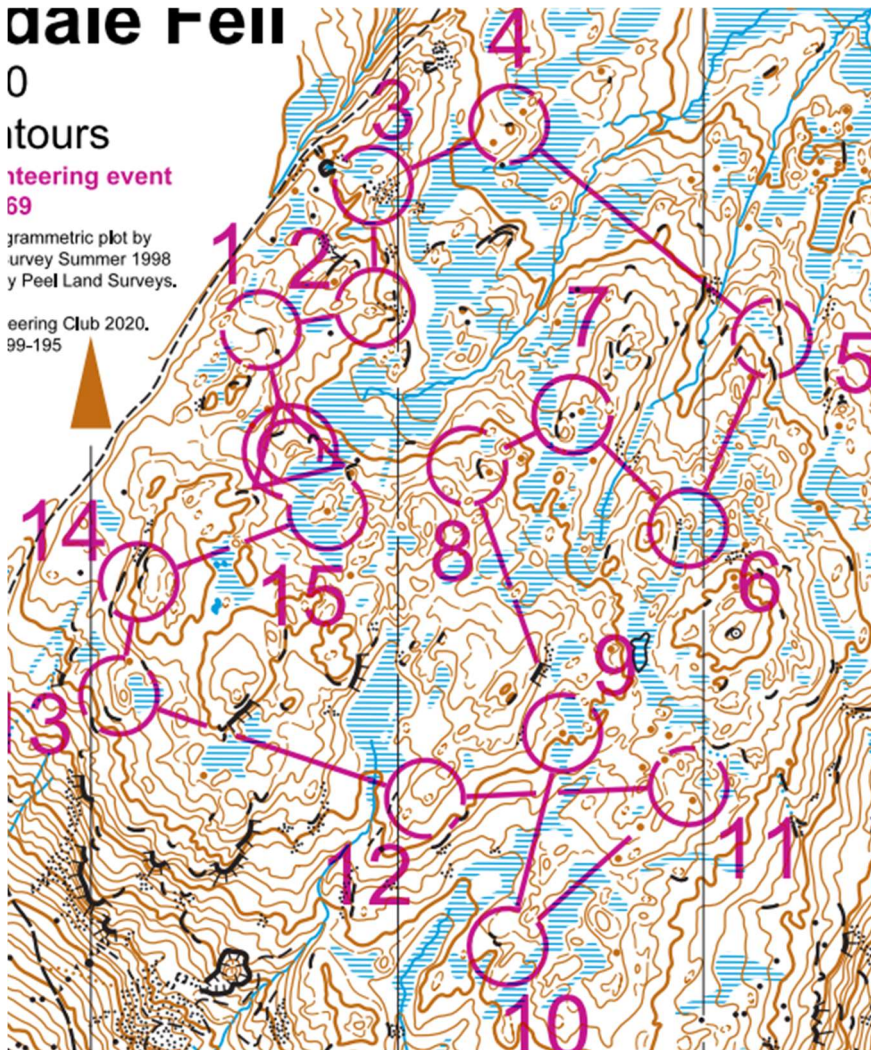 dale Fell
0
ntours
nteering event
69
grammetric plot by
urvey Summer 1998
y Peel Land Surveys.
eering Club 2020.
99-195
4
3
1
2
7
5
14
8
15
6
9
3
12
11
10